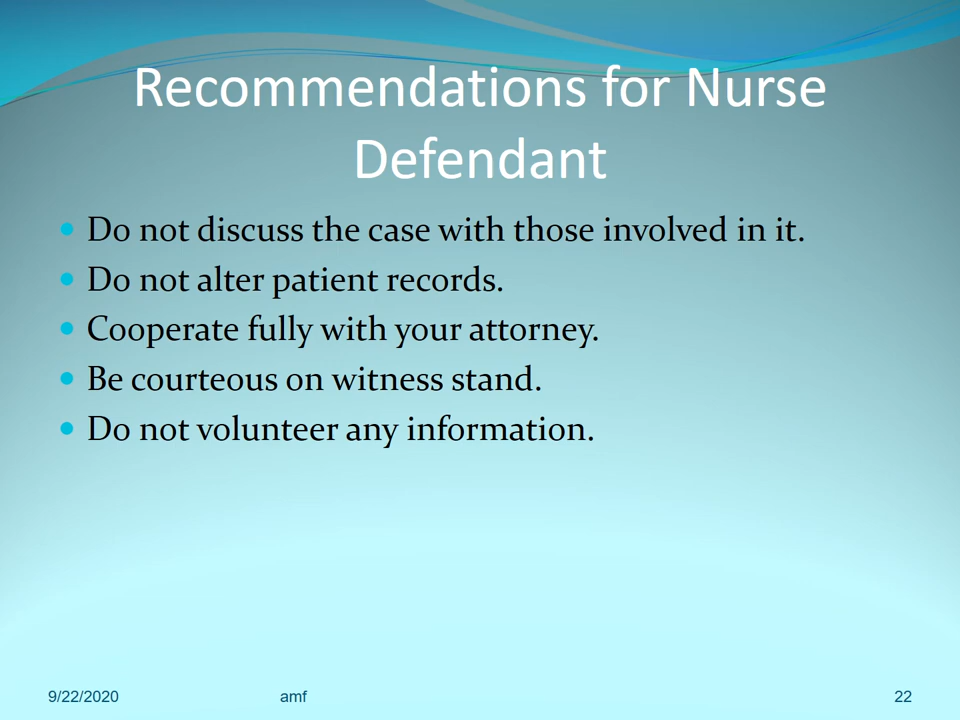 Recommendations for Nurse
Defendant
• Do not discuss the case with those involved in it.
• Do not alter patient records.
• Cooperate fully with your attorney.
• Be courteous on witness stand.
• Do not volunteer any information.
9/22/2020 amf 22